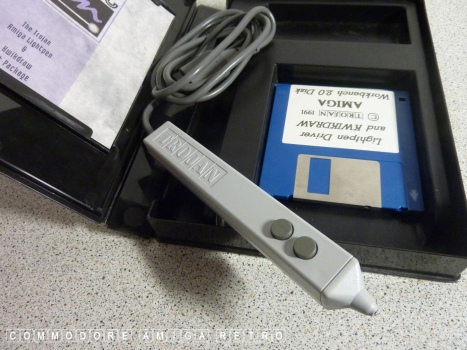 The Trojan
Amiga Lightpen
&
Kwikdraw
Package
TROJAN
Lightpen Driver
and KWIKDRAW
© TROJAN 1991
AMIGA
Workbench 2.0 Disk
COMMODORE AMIGA RETRO